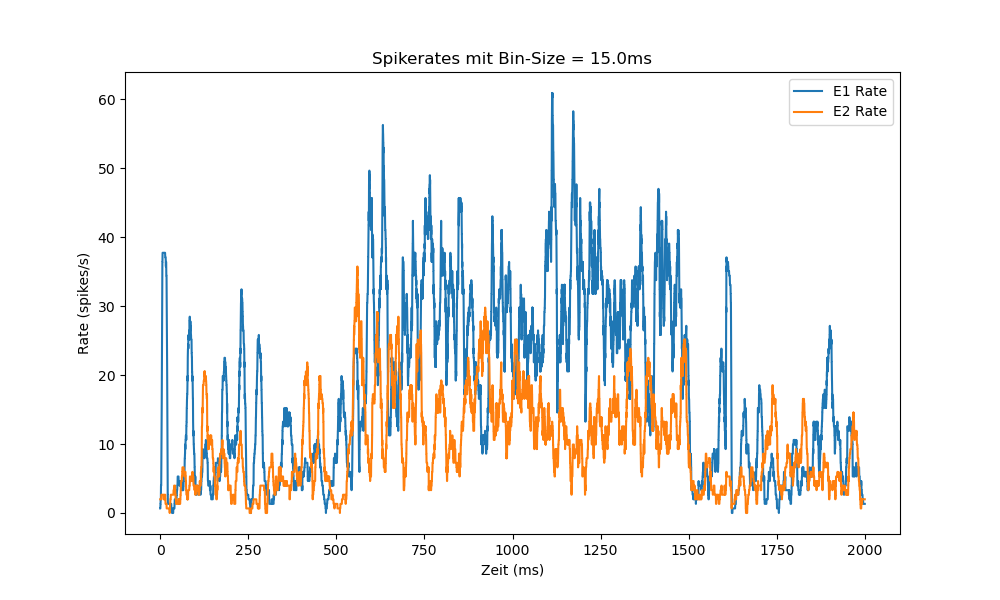 Spikerates mit Bin-Size = 15.0ms
E1 Rate
E2 Rate
Rate (spikes/s)
60
50
40
30
20
10
0
0 250 500 750 1000 1250 1500 1750 2000
Zeit (ms)